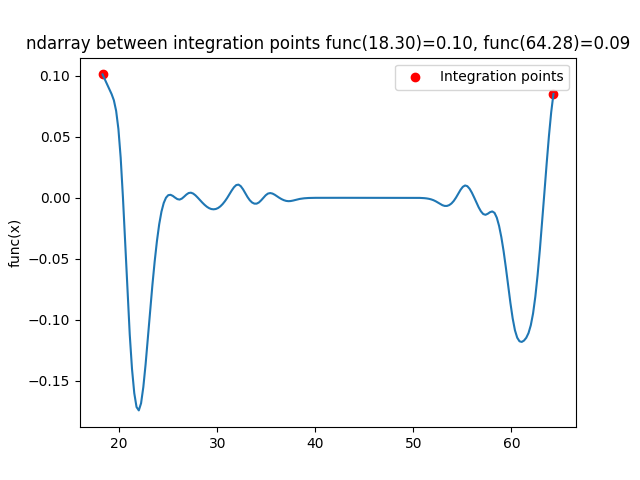 ndarray between integration points func(18.30)=0.10, func(64.28)=0.09
Integration points
func(x)
0.10
0.05
0.00
−0.05
−0.10
−0.15
20 30 40 50 60